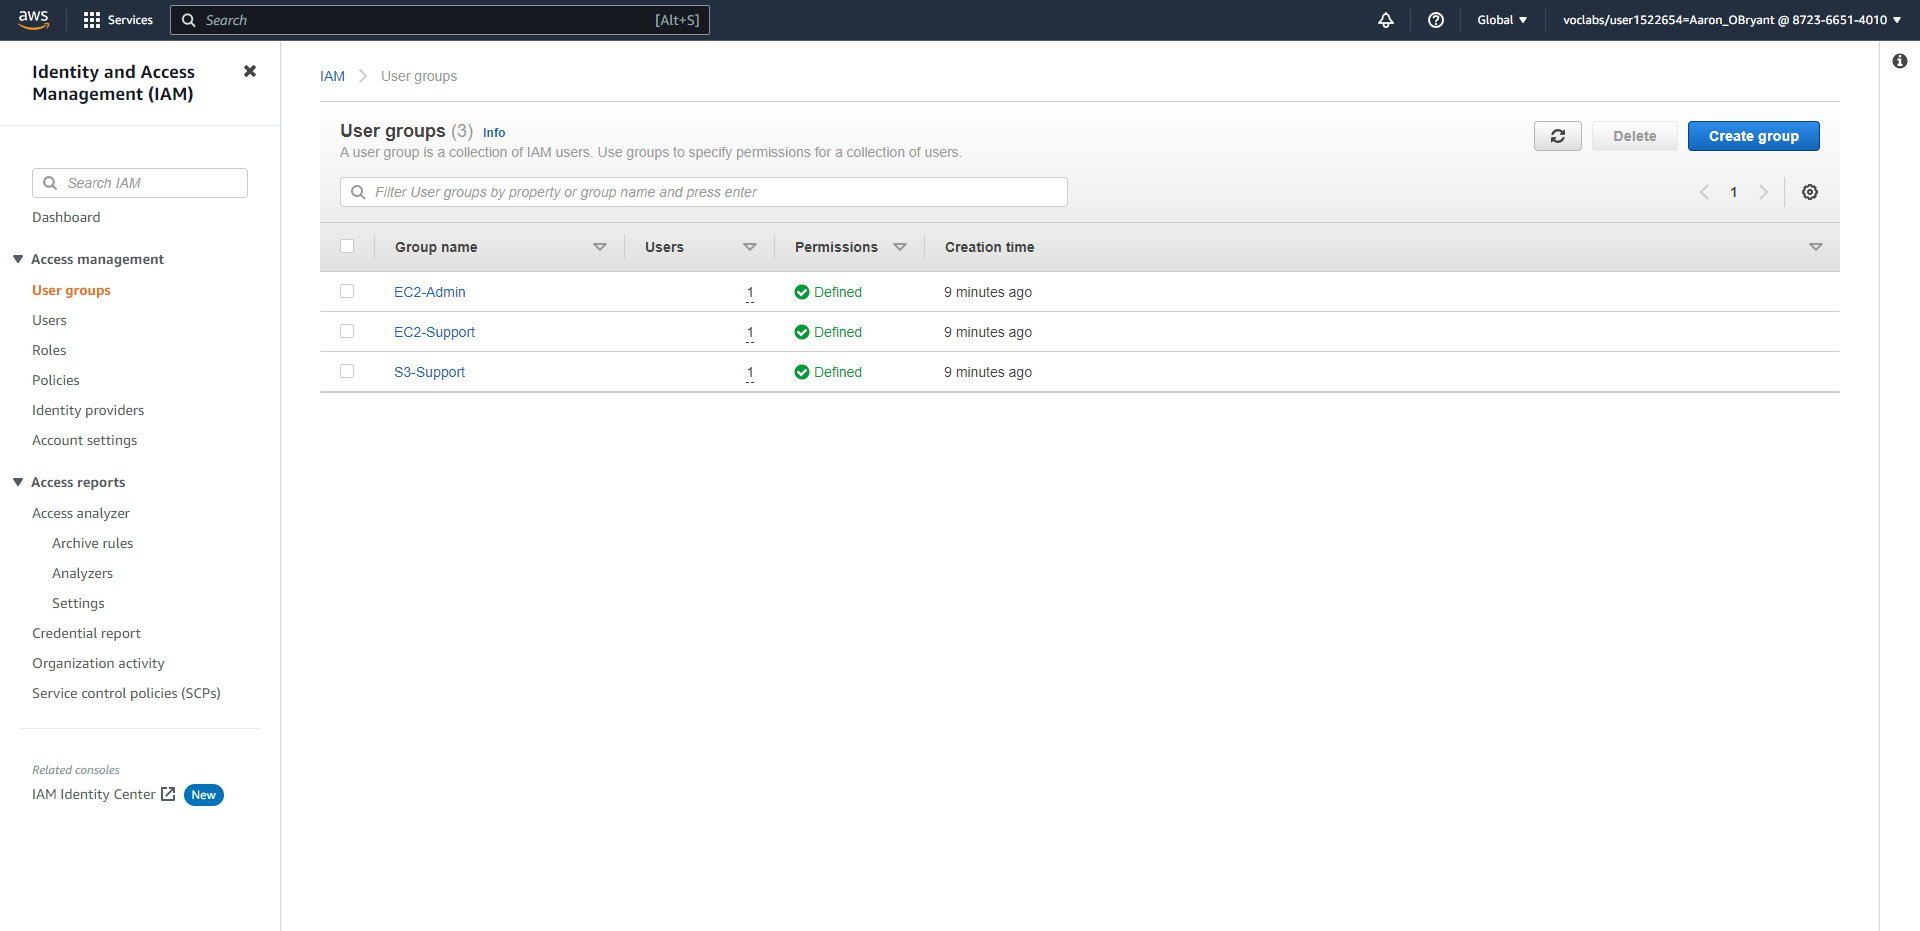 aws
Services
Search
[Alt+S]
Global
voclabs/user1522654=Aaron_OBryant @ 8723-6651-4010
Identity and Access
Management (IAM)
Search IAM
Dashboard
Access management
User groups
Users
Roles
Policies
Identity providers
Account settings
Access reports
Access analyzer
Archive rules
Analyzers
Settings
Credential report
Organization activity
Service control policies (SCPs)
Related consoles
IAM Identity Center New
IAM User groups
User groups (3) Info
A user group is a collection of IAM users. Use groups to specify permissions for a collection of users.
Delete
Create group
Filter User groups by property or group name and press enter
1
Group name Users Permissions Creation time
EC2-Admin 1 Defined 9 minutes ago
EC2-Support 1 Defined 9 minutes ago
S3-Support 1 Defined 9 minutes ago